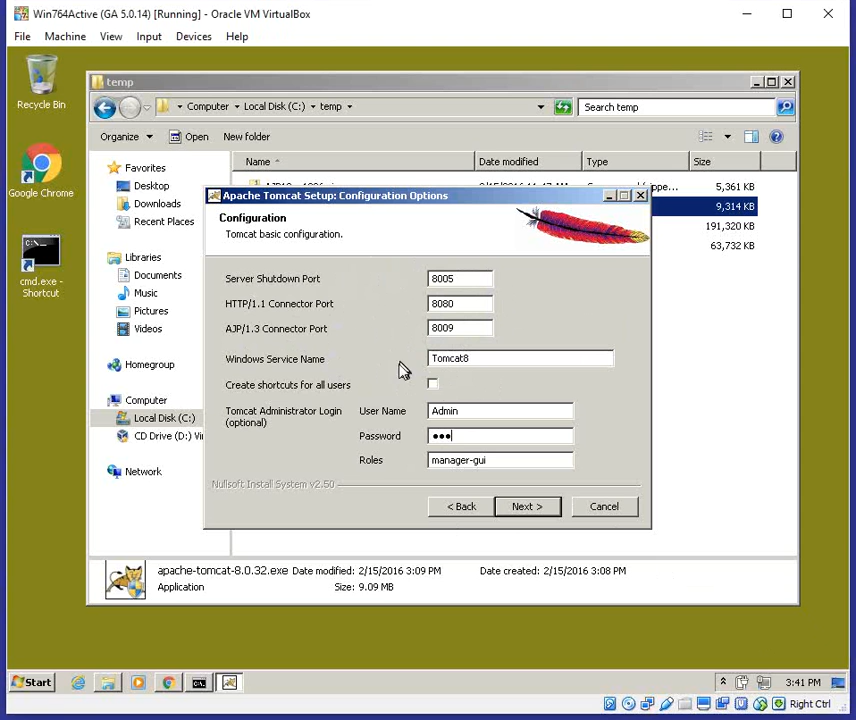 Win764Active (GA 5.0.14) [Running] - Oracle VM VirtualBox
File Machine View Input Devices Help
Recycle Bin
Google Chrome
cmd.exe - Shortcut
temp
Computer Local Disk (C:) temp
Search temp
Organize Open New folder
Name Date modified Type Size
5,361 KB
9,314 KB
191,320 KB
63,732 KB
Favorites
Desktop
Downloads
Recent Places
Libraries
Documents
Music
Pictures
Videos
Homegroup
Computer
Local Disk (C:)
CD Drive (D:) Vi
Network
Apache Tomcat Setup: Configuration Options
Configuration
Tomcat basic configuration.
Server Shutdown Port 8005
HTTP/1.1 Connector Port 8080
AJP/1.3 Connector Port 8009
Windows Service Name Tomcat8
Create shortcuts for all users
Tomcat Administrator Login (optional)
User Name Admin
Password ●●●
Roles manager-gui
Nullsoft Install System v2.50
< Back Next > Cancel
apache-tomcat-8.0.32.exe Date modified: 2/15/2016 3:09 PM Date created: 2/15/2016 3:08 PM
Application Size: 9.09 MB
Start 3:41 PM
Right Ctrl